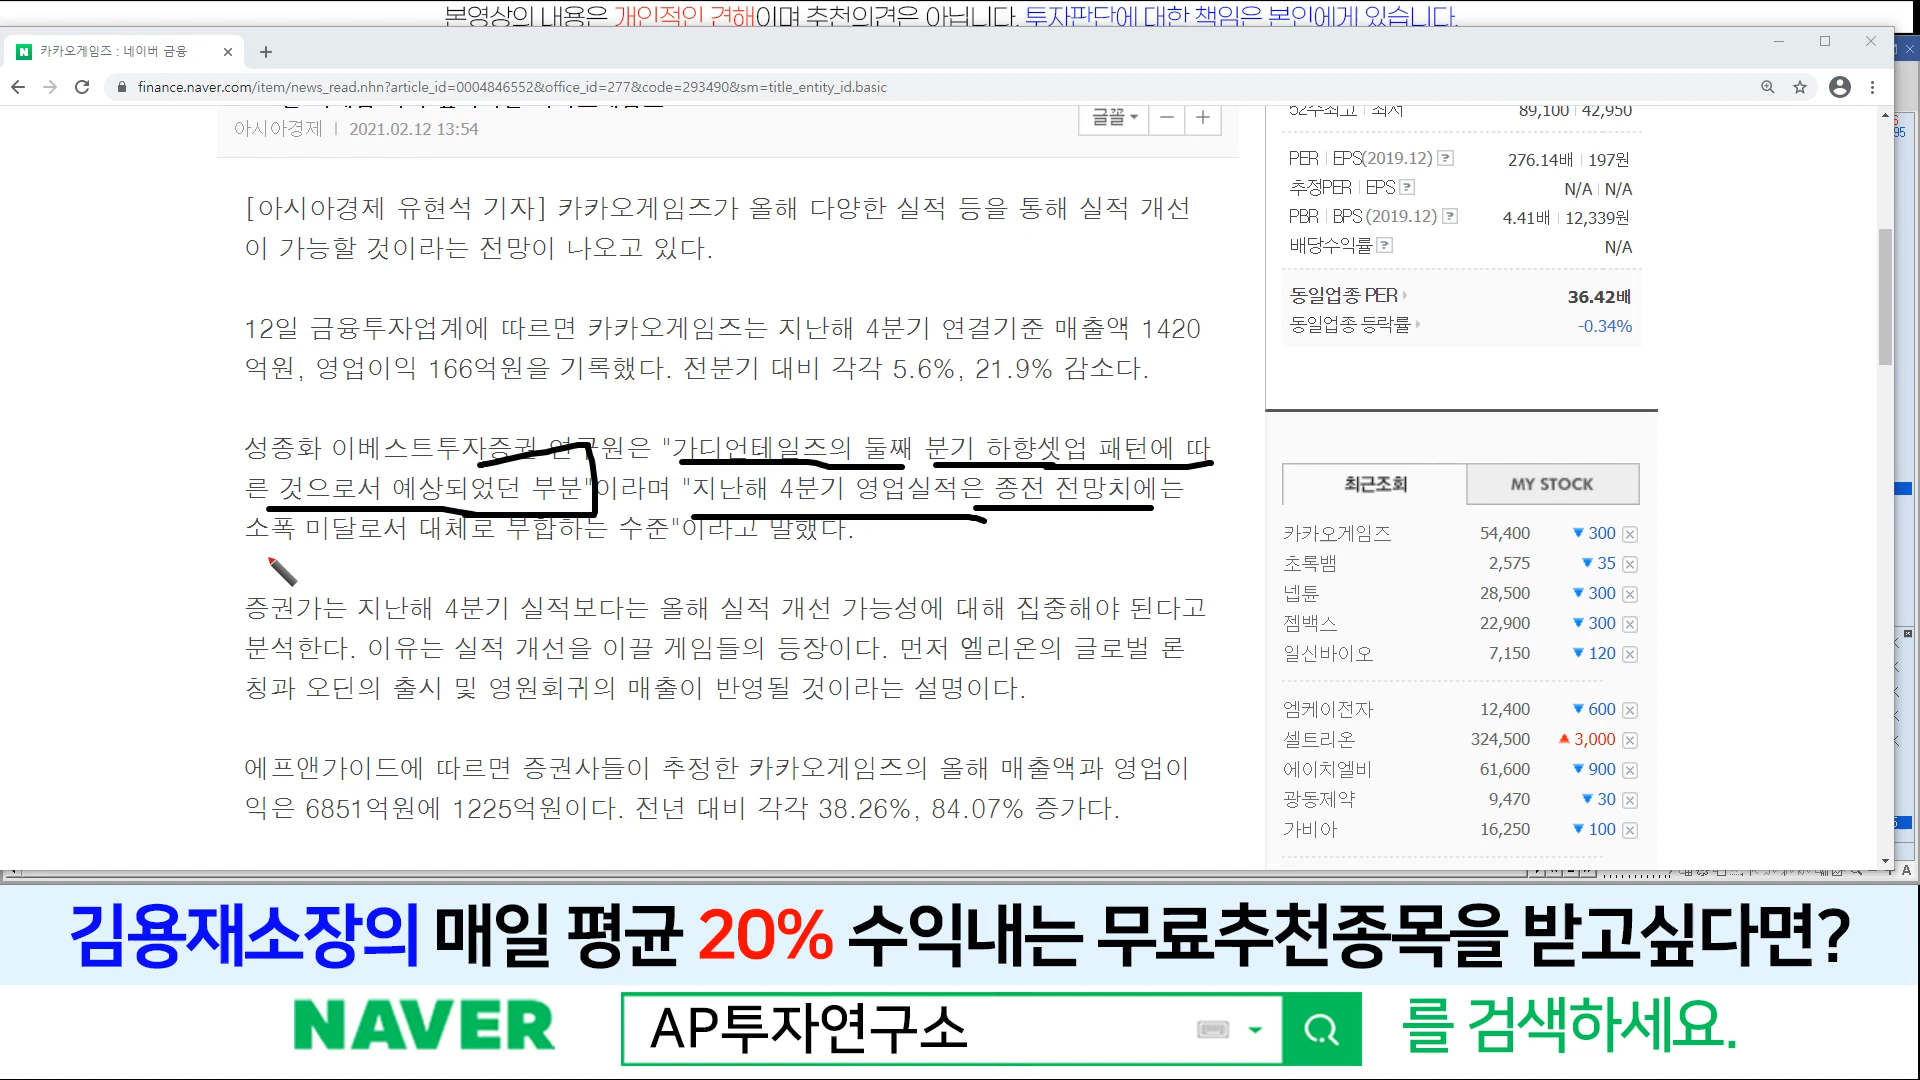 본영상의 내용은 개인적인 견해이며 추천의견은 아닙니다. 투자판단에 대한 책임은 본인에게 있습니다.
카카오게임즈 : 네이버 금융
finance.naver.com/item/news_read.nhn?article_id=0004846552&office_id=277&code=293490&sm=title_entity_id.basic
아시아경제 | 2021.02.12 13:54
글꼴
[아시아경제 유현석 기자] 카카오게임즈가 올해 다양한 실적 등을 통해 실적 개선
이 가능할 것이라는 전망이 나오고 있다.
12일 금융투자업계에 따르면 카카오게임즈는 지난해 4분기 연결기준 매출액 1420
억원, 영업이익 166억원을 기록했다. 전분기 대비 각각 5.6%, 21.9% 감소다.
성종화 이베스트투자증권 연구원은 "가디언테일즈의 둘째 분기 하향셋업 패턴에 따
른 것으로서 예상되었던 부분"이라며 "지난해 4분기 영업실적은 종전 전망치에는
소폭 미달로서 대체로 부합하는 수준"이라고 말했다.
증권가는 지난해 4분기 실적보다는 올해 실적 개선 가능성에 대해 집중해야 된다고
분석한다. 이유는 실적 개선을 이끌 게임들의 등장이다. 먼저 엘리온의 글로벌 론
칭과 오딘의 출시 및 영원회귀의 매출이 반영될 것이라는 설명이다.
에프앤가이드에 따르면 증권사들이 추정한 카카오게임즈의 올해 매출액과 영업이
익은 6851억원에 1225억원이다. 전년 대비 각각 38.26%, 84.07% 증가다.
52주최고 | 최저 89,100 | 42,950
PER | EPS(2019.12) 276.14배 | 197원
추정PER | EPS N/A | N/A
PBR | BPS (2019.12) 4.41배 | 12,339원
배당수익률 N/A
동일업종 PER 36.42배
동일업종 등락률 -0.34%
최근조회 MY STOCK
카카오게임즈 54,400 ▼ 300
초록뱀 2,575 ▼ 35
넵튠 28,500 ▼ 300
젬백스 22,900 ▼ 300
일신바이오 7,150 ▼ 120
엠케이전자 12,400 ▼ 600
셀트리온 324,500 ▲ 3,000
에이치엘비 61,600 ▼ 900
광동제약 9,470 ▼ 30
가비아 16,250 ▼ 100
김용재소장의 매일 평균 20% 수익내는 무료추천종목을 받고싶다면?
NAVER AP투자연구소 를 검색하세요.